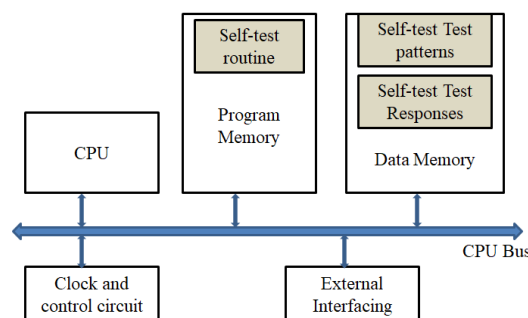 Self-test
routine
Program
Memory
Self-test Test
patterns
Self-test Test
Responses
Data Memory
CPU
CPU Bus
Clock and
control circuit
External
Interfacing